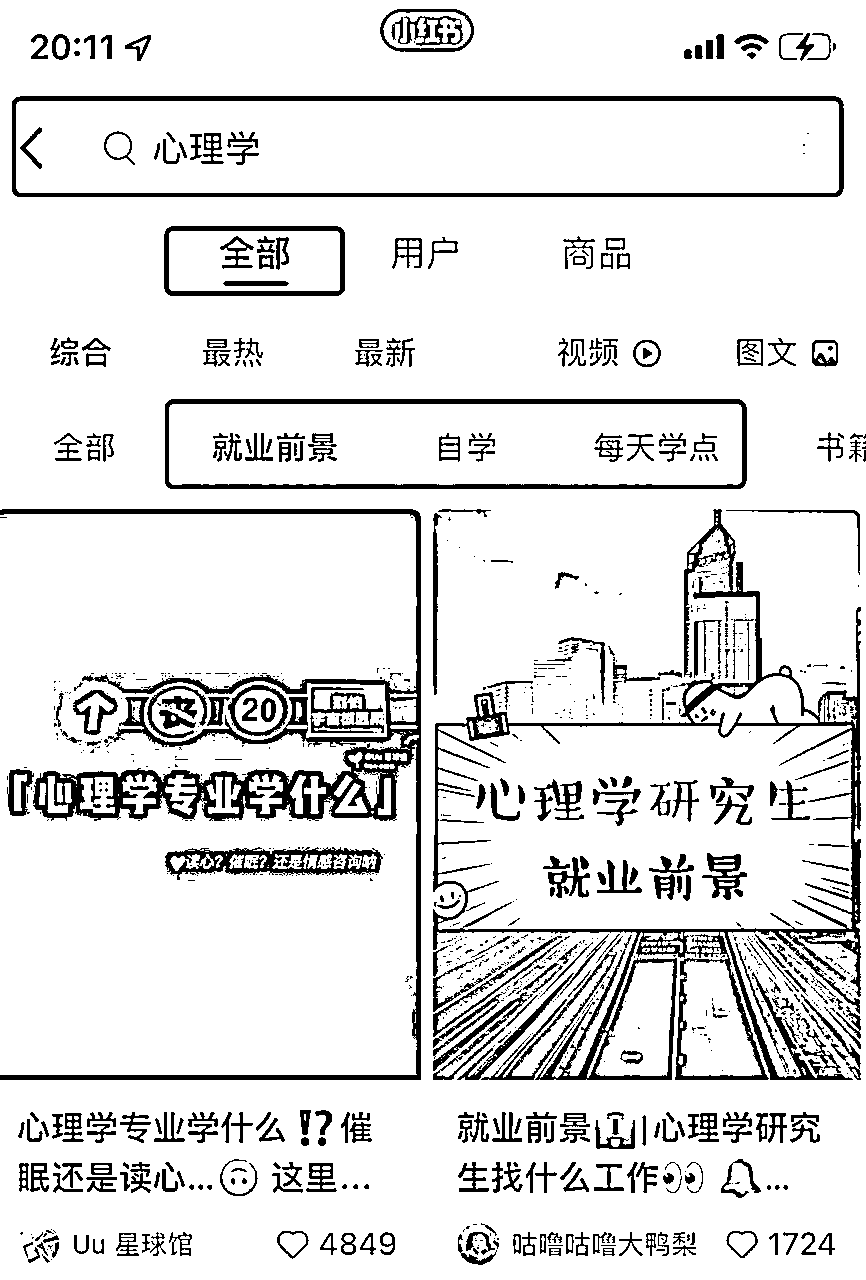 20:11
小红书
心理学
全部 用户 商品
综合 最热 最新 视频 图文
全部 就业前景 自学 每天学点 书籍
个 丧 20
「心理学专业学什么」
读心？催眠？还是情感咨询呐
心理学研究生
就业前景
心理学专业学什么⁉️催
眠还是读心...🙃 这里...
Uu 星球馆 4849
就业前景|心理学研究
生找什么工作👀 🔔...
咕噜咕噜大鸭梨 1724